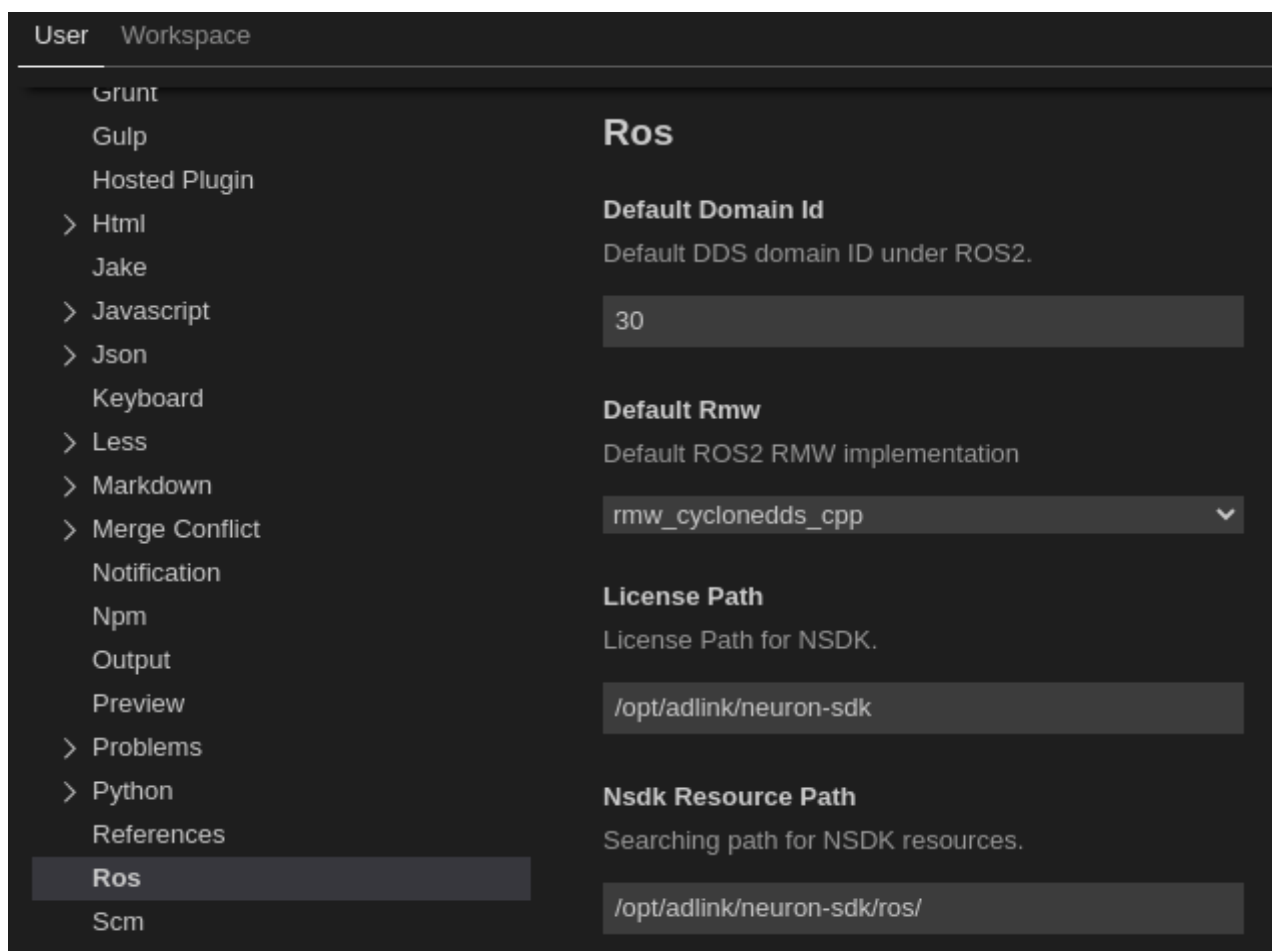 User Workspace
Grunt
Gulp
Hosted Plugin
Html
Jake
Javascript
Json
Keyboard
Less
Markdown
Merge Conflict
Notification
Npm
Output
Preview
Problems
Python
References
Ros
Scm
Ros
Default Domain Id
Default DDS domain ID under ROS2.
30
Default Rmw
Default ROS2 RMW implementation
rmw_cyclonedds_cpp
License Path
License Path for NSDK.
/opt/adlink/neuron-sdk
Nsdk Resource Path
Searching path for NSDK resources.
/opt/adlink/neuron-sdk/ros/